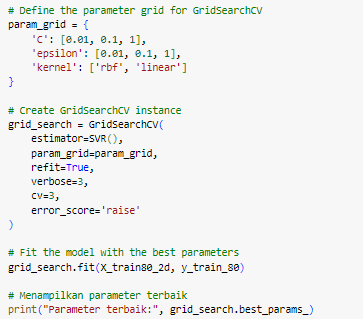 # Define the parameter grid for GridSearchCV
param_grid = {
    'C': [0.01, 0.1, 1],
    'epsilon': [0.01, 0.1, 1],
    'kernel': ['rbf', 'linear']
}
# Create GridSearchCV instance
grid_search = GridSearchCV(
    estimator=SVR(),
    param_grid=param_grid,
    refit=True,
    verbose=3,
    cv=3,
    error_score='raise'
)
# Fit the model with the best parameters
grid_search.fit(X_train80_2d, y_train_80)
# Menampilkan parameter terbaik
print("Parameter terbaik:", grid_search.best_params_)